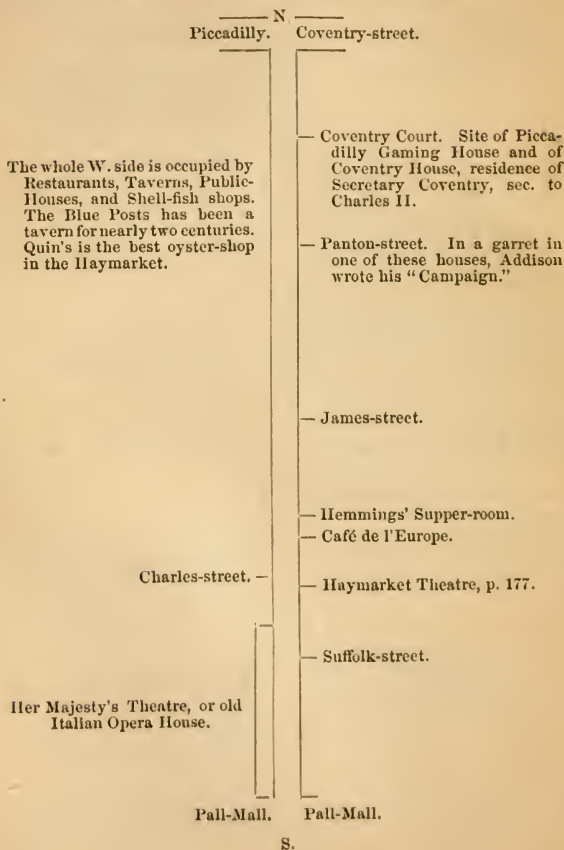 N
Piccadilly. Coventry-street.
Coventry Court. Site of Picca-
dilly Gaming House and of
Coventry House, residence of
Secretary Coventry, sec. to
Charles II.
The whole W. side is occupied by
Restaurants, Taverns, Public-
Houses, and Shell-fish shops.
The Blue Posts has been a
tavern for nearly two centuries.
Quin's is the best oyster-shop
in the Haymarket.
Panton-street. In a garret in
one of these houses, Addison
wrote his "Campaign."
James-street.
Hemmings' Supper-room.
Café de l'Europe.
Charles-street.
Haymarket Theatre, p. 177.
Suffolk-street.
Her Majesty's Theatre, or old
Italian Opera House.
Pall-Mall. Pall-Mall.
S.